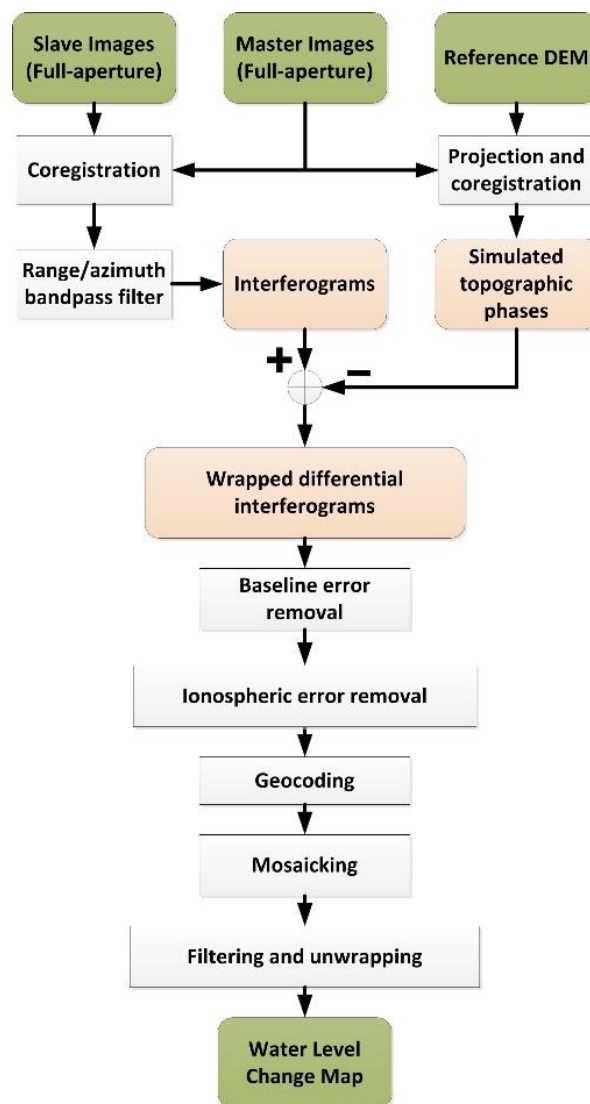 Slave Images
(Full-aperture)
Master Images
(Full-aperture)
Reference DEM
Coregistration
Projection and
coregistration
Range/azimuth
bandpass filter
Interferograms
Simulated
topographic
phases
+
−
Wrapped differential
interferograms
Baseline error
removal
Ionospheric error removal
Geocoding
Mosaicking
Filtering and unwrapping
Water Level
Change Map